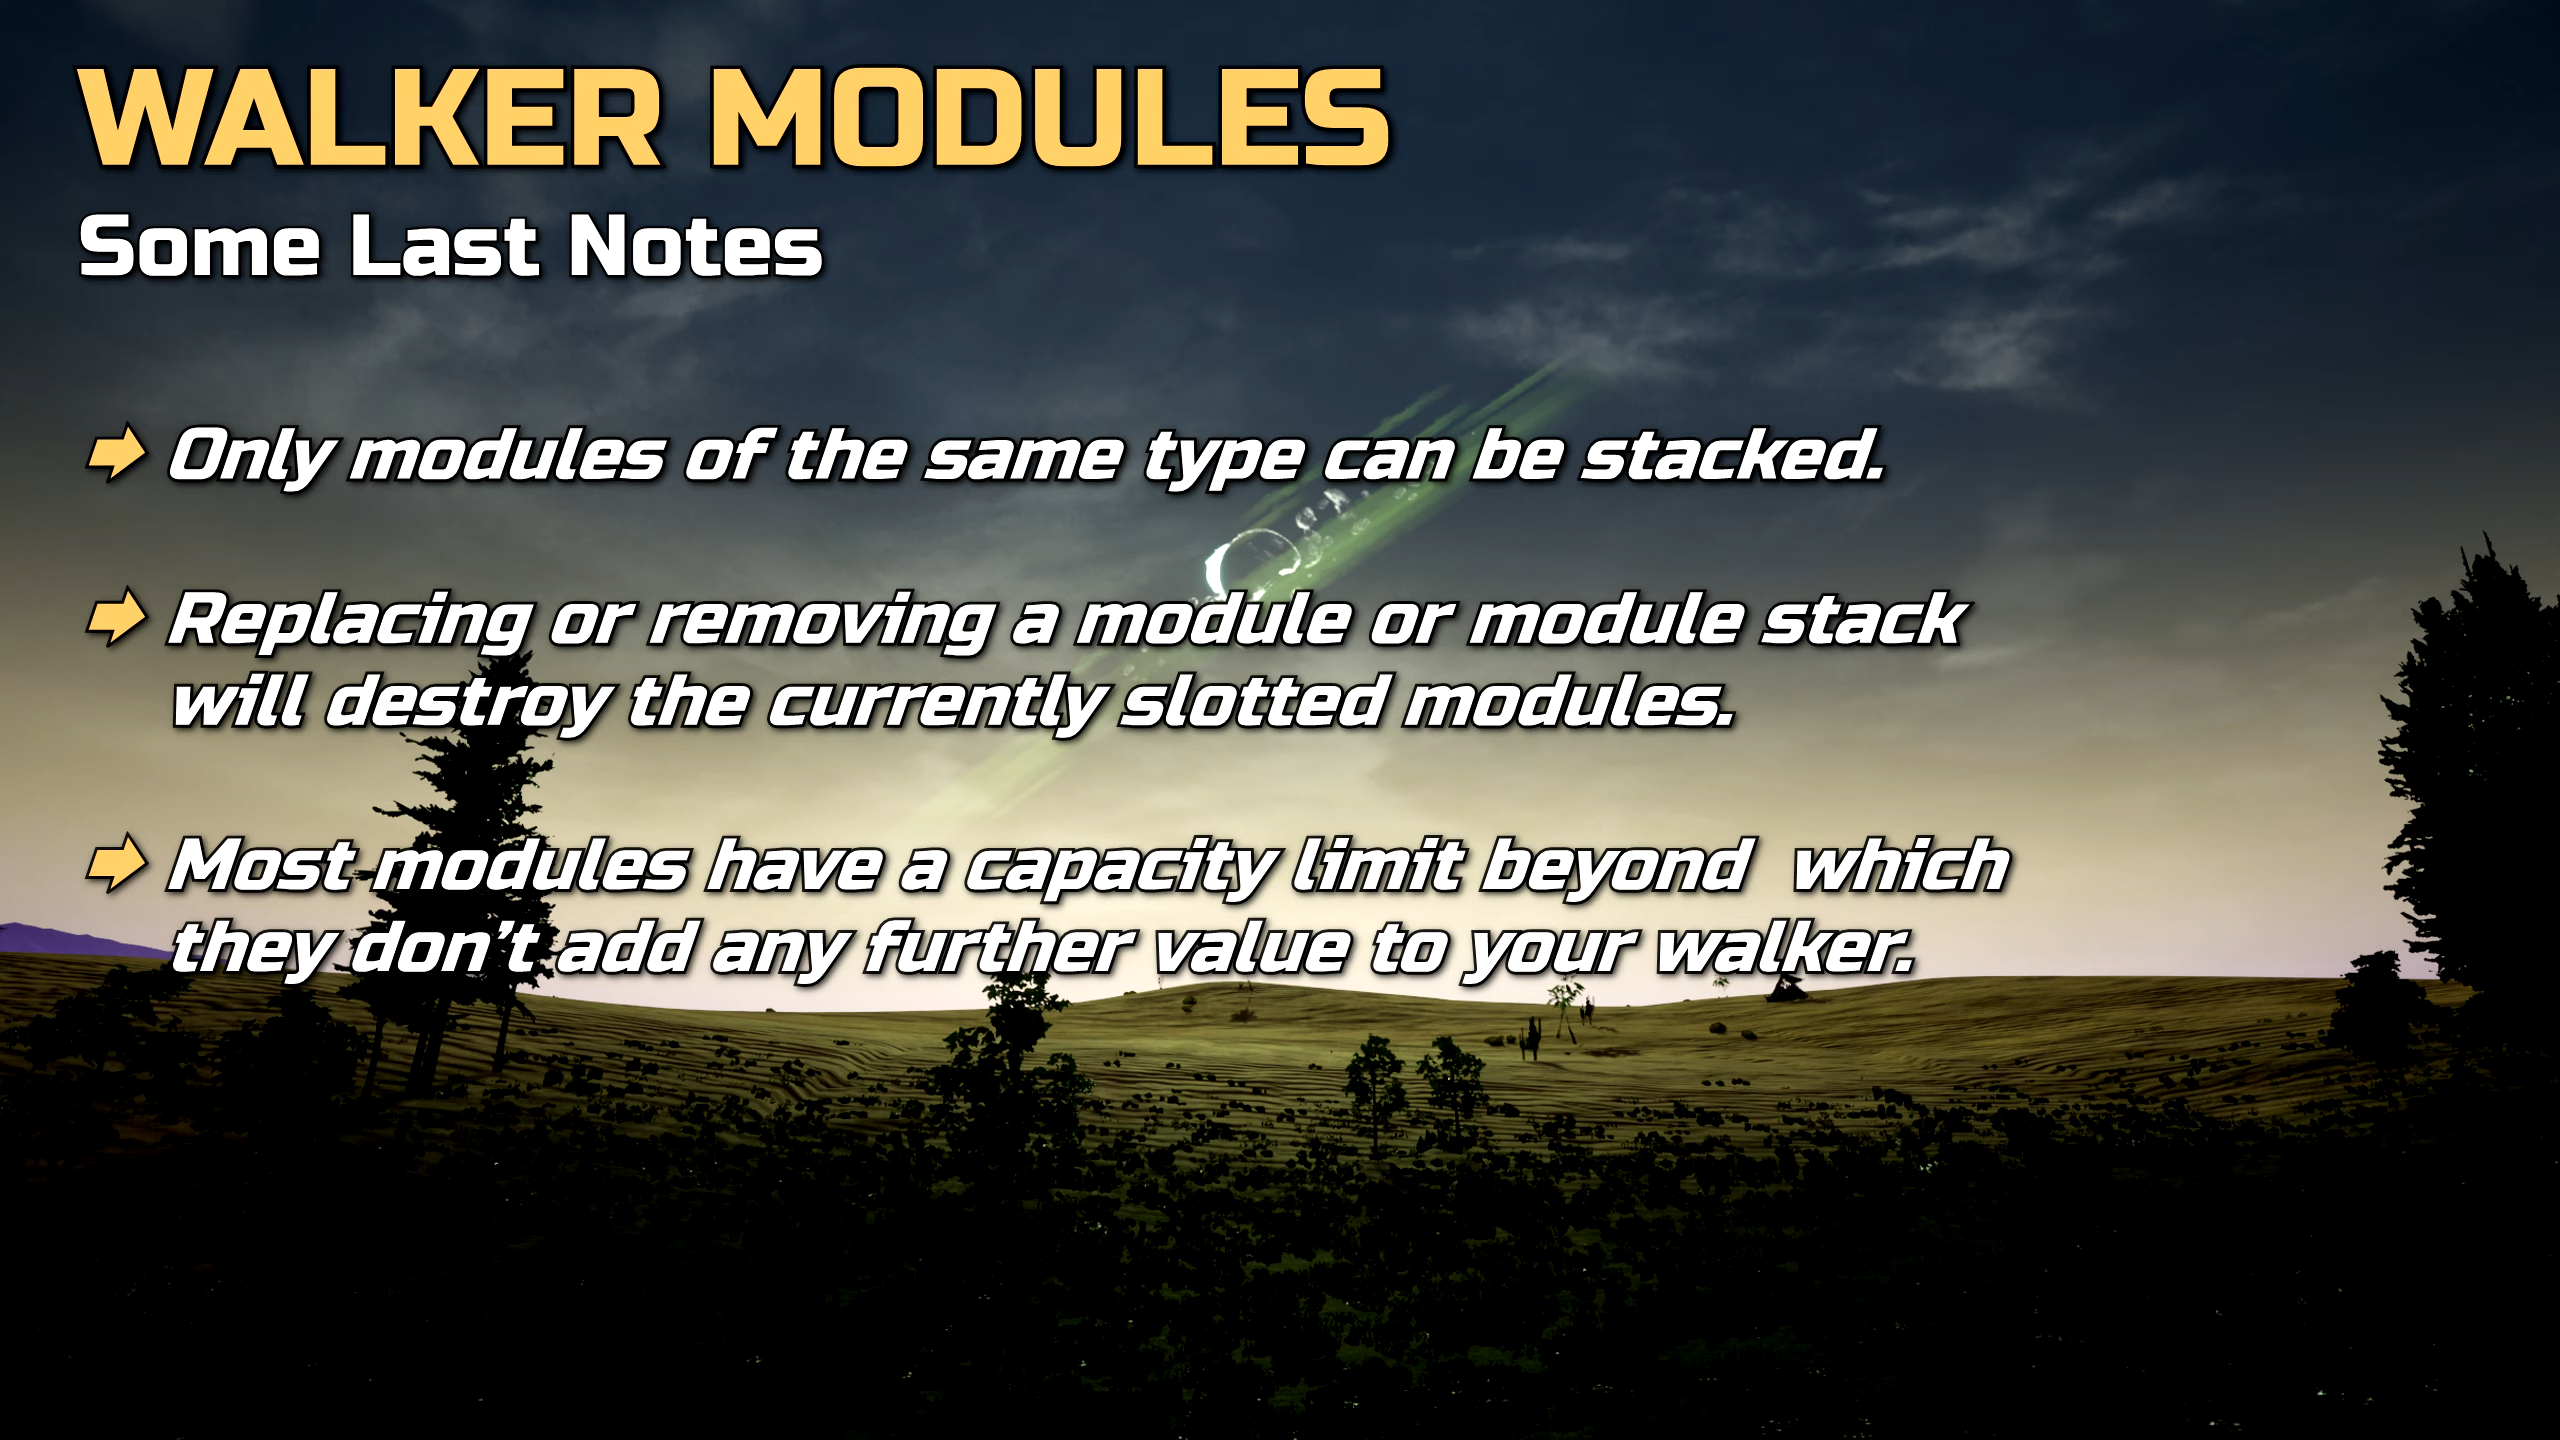 WALKER MODULES
Some Last Notes
Only modules of the same type can be stacked.
Replacing or removing a module or module stack
will destroy the currently slotted modules.
Most modules have a capacity limit beyond  which
they don’t add any further value to your walker.